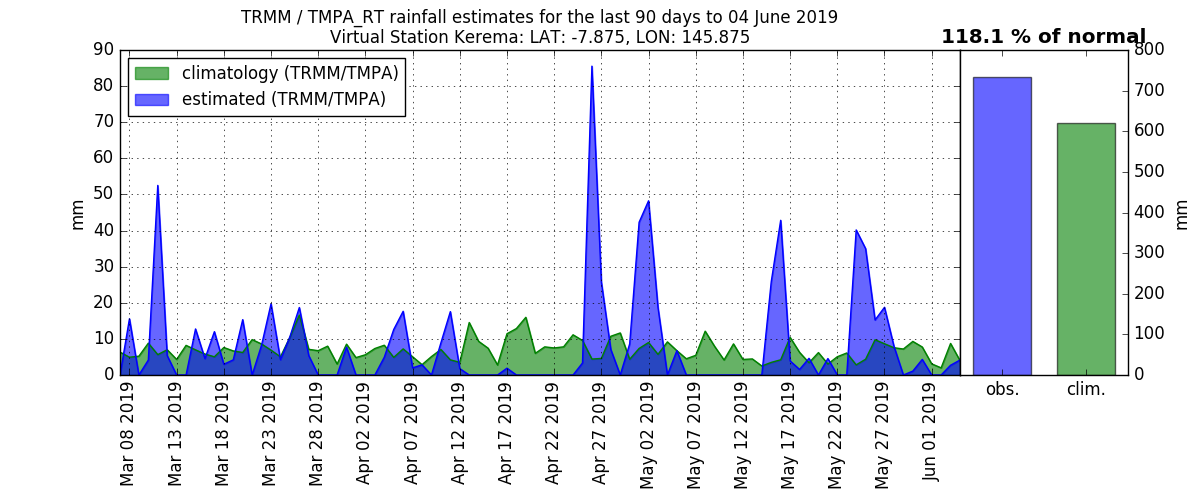 TRMM / TMPA_RT rainfall estimates for the last 90 days to 04 June 2019
Virtual Station Kerema: LAT: -7.875, LON: 145.875
118.1 % of normal
climatology (TRMM/TMPA)
estimated (TRMM/TMPA)
mm
90
80
70
60
50
40
30
20
10
0
Mar 08 2019
Mar 13 2019
Mar 18 2019
Mar 23 2019
Mar 28 2019
Apr 02 2019
Apr 07 2019
Apr 12 2019
Apr 17 2019
Apr 22 2019
Apr 27 2019
May 02 2019
May 07 2019
May 12 2019
May 17 2019
May 22 2019
May 27 2019
Jun 01 2019
800
700
600
500
400
300
200
100
0
mm
obs.
clim.